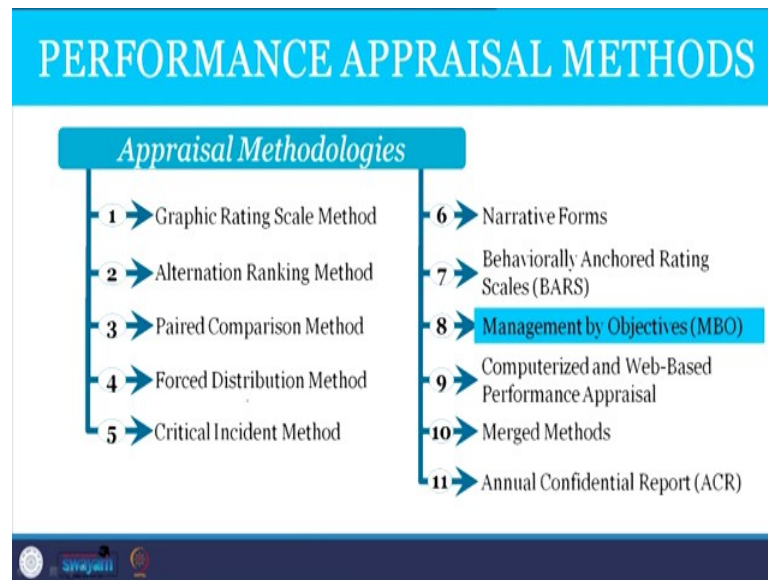 PERFORMANCE APPRAISAL METHODS
Appraisal Methodologies
1 Graphic Rating Scale Method
2 Alternation Ranking Method
3 Paired Comparison Method
4 Forced Distribution Method
5 Critical Incident Method
6 Narrative Forms
7 Behaviorally Anchored Rating
Scales (BARS)
8 Management by Objectives (MBO)
9 Computerized and Web-Based
Performance Appraisal
10 Merged Methods
11 Annual Confidential Report (ACR)
swayam